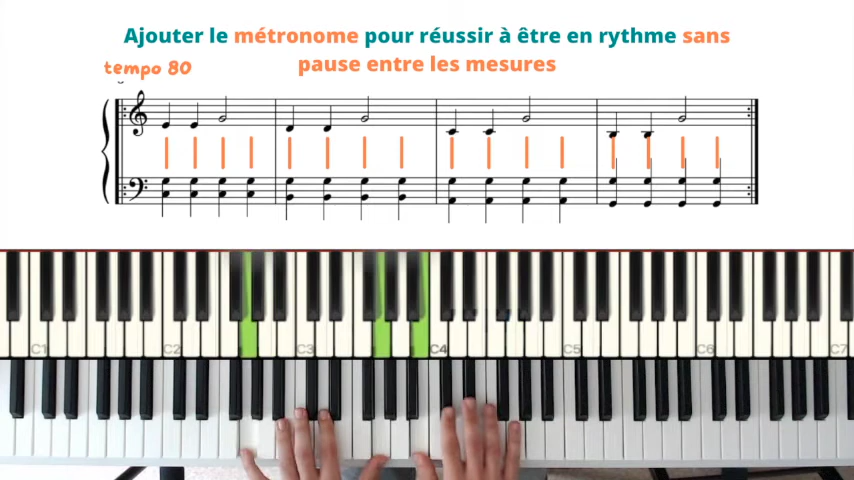 Ajouter le métronome pour réussir à être en rythme sans
pause entre les mesures
tempo 80
C1 C2 C3 C4 C5 C6 C7